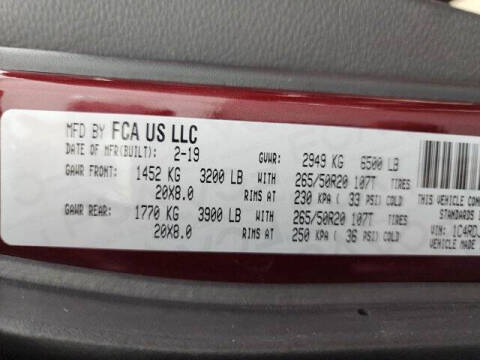 MFD BY FCA US LLC
DATE OF MFR(BUILT): 2-19 GVWR: 2949 KG 6500 LB
GAWR FRONT: 1452 KG 3200 LB WITH 265/50R20 107T TIRES
20X8.0 RIMS AT 230 KPA ( 33 PSI) COLD
GAWR REAR: 1770 KG 3900 LB WITH 265/50R20 107T TIRES
20X8.0 RIMS AT 250 KPA ( 36 PSI) COLD
THIS VEHICLE
STANDARDS
VIN: 1C4RDJ
VEHICLE MADE